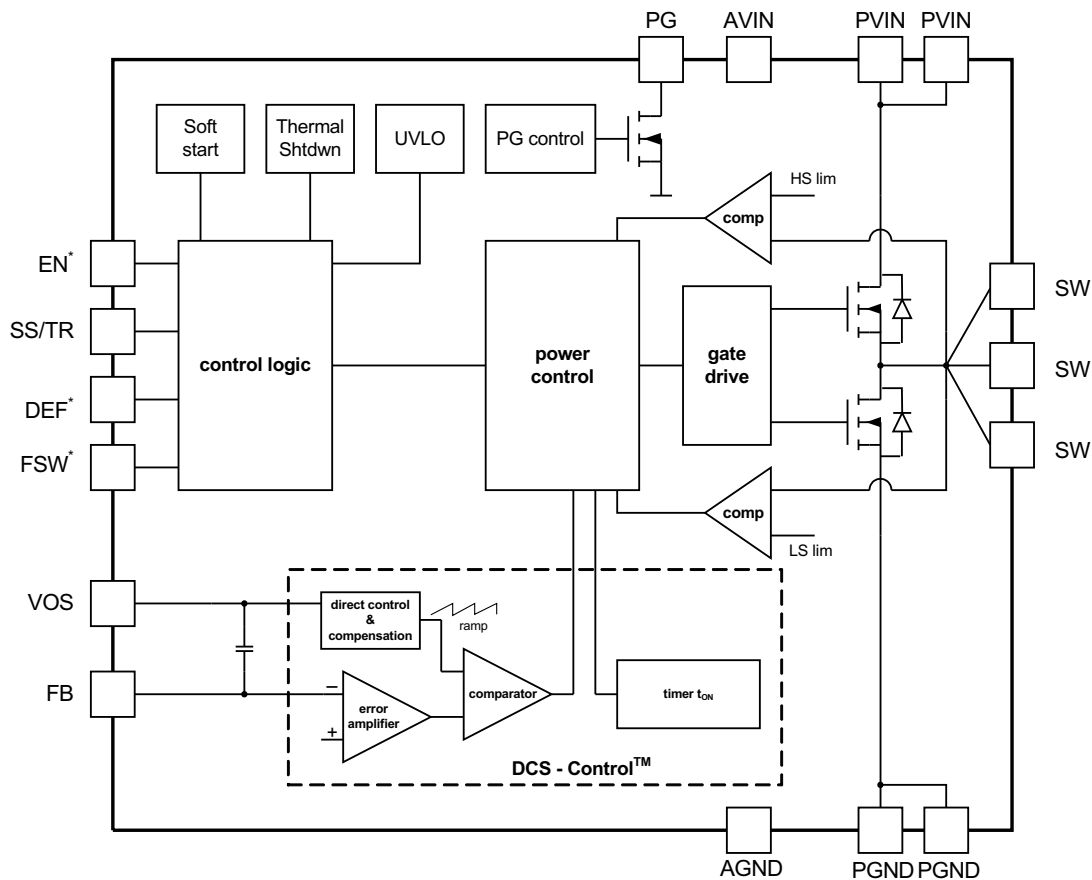 PG
AVIN
PVIN
PVIN
Soft
start
Thermal
Shtdwn
UVLO
PG control
HS lim
comp
EN*
SS/TR
DEF*
FSW*
control logic
power
control
gate
drive
SW
SW
SW
comp
LS lim
VOS
FB
direct control
&
compensation
ramp
comparator
−
error
amplifier
+
timer tON
DCS - Control™
AGND
PGND
PGND